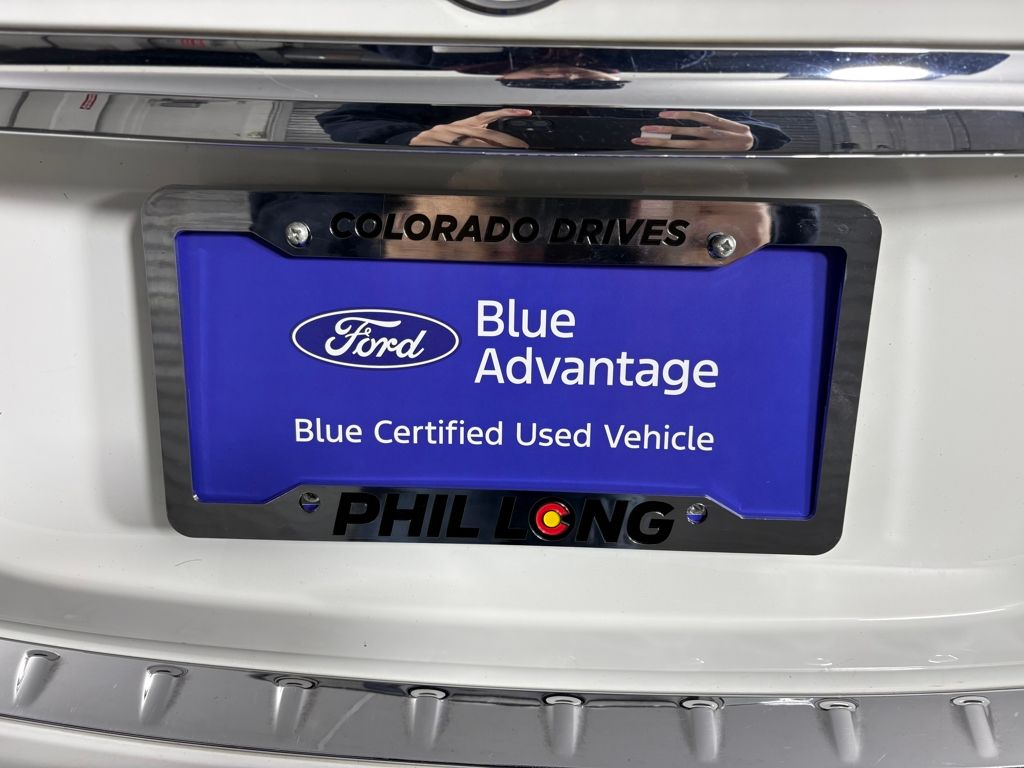 COLORADO DRIVES
Ford
Blue
Advantage
Blue Certified Used Vehicle
PHIL LONG